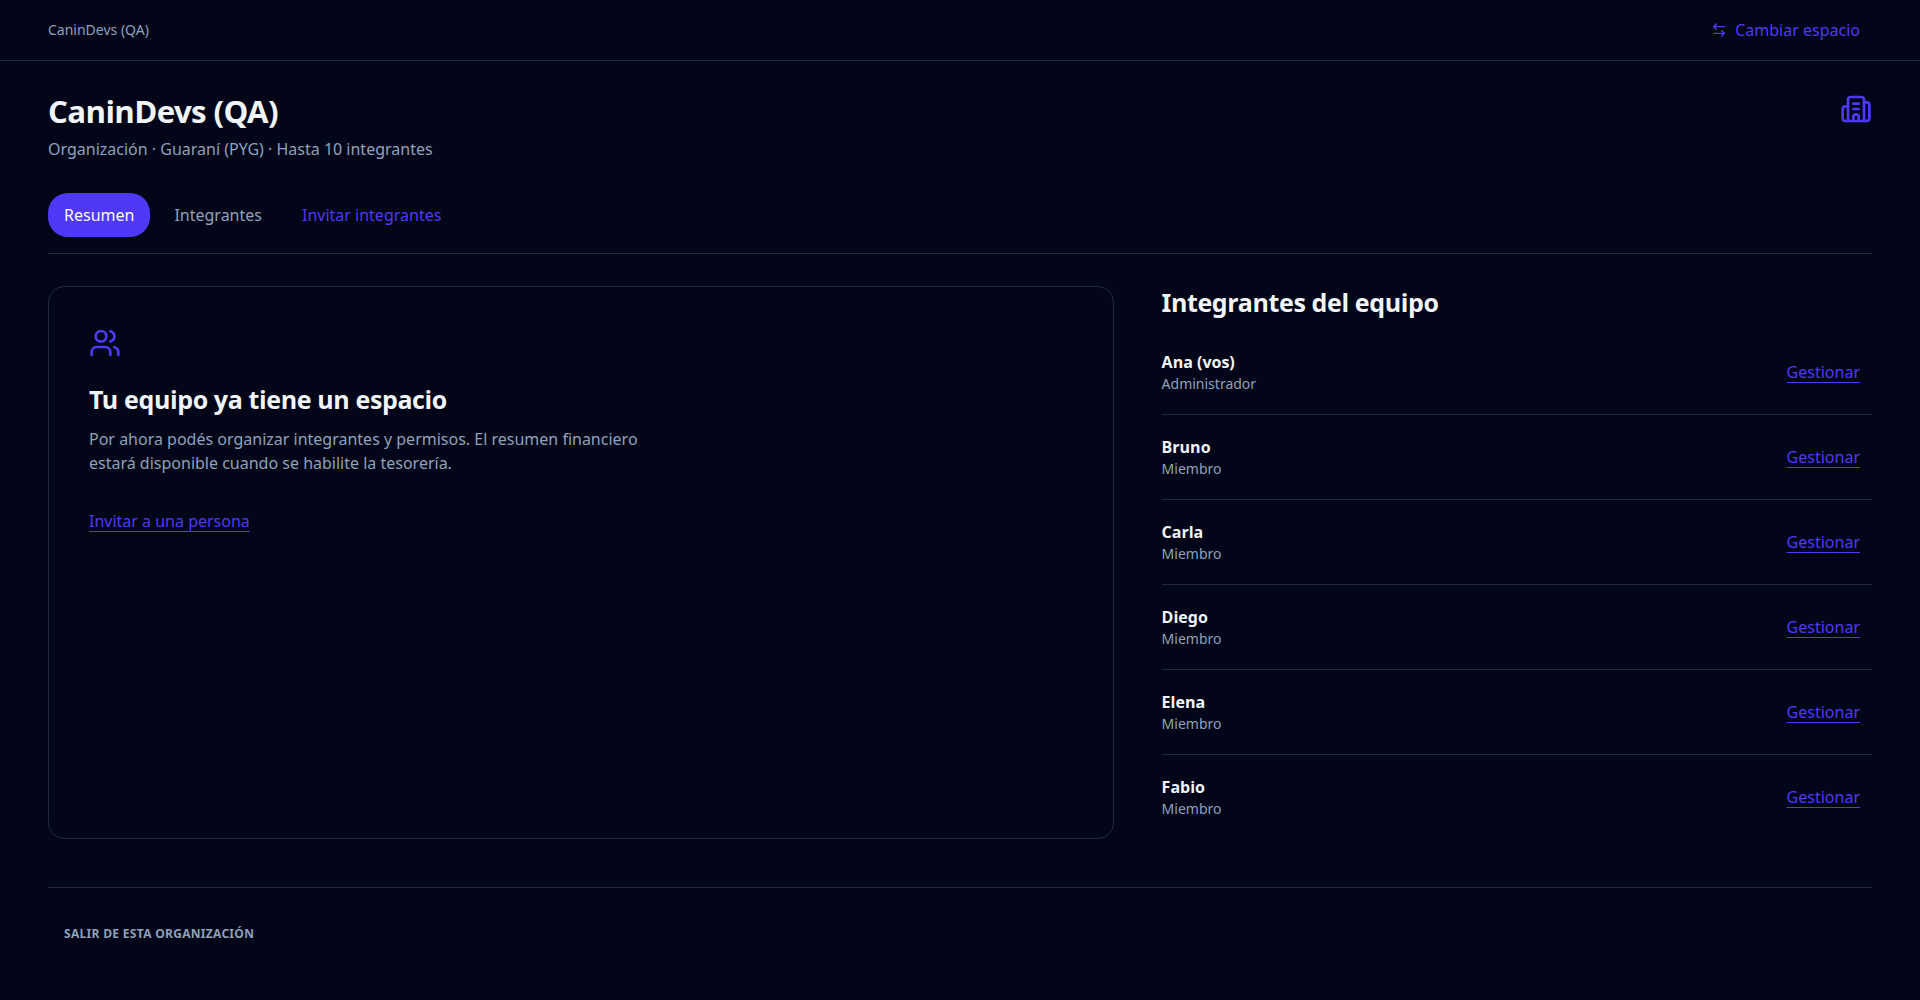 CaninDevs (QA)
Cambiar espacio
CaninDevs (QA)
Organización · Guaraní (PYG) · Hasta 10 integrantes
Resumen
Integrantes
Invitar integrantes
Tu equipo ya tiene un espacio
Por ahora podés organizar integrantes y permisos. El resumen financiero
estará disponible cuando se habilite la tesorería.
Invitar a una persona
Integrantes del equipo
Ana (vos)
Administrador
Gestionar
Bruno
Miembro
Gestionar
Carla
Miembro
Gestionar
Diego
Miembro
Gestionar
Elena
Miembro
Gestionar
Fabio
Miembro
Gestionar
SALIR DE ESTA ORGANIZACIÓN